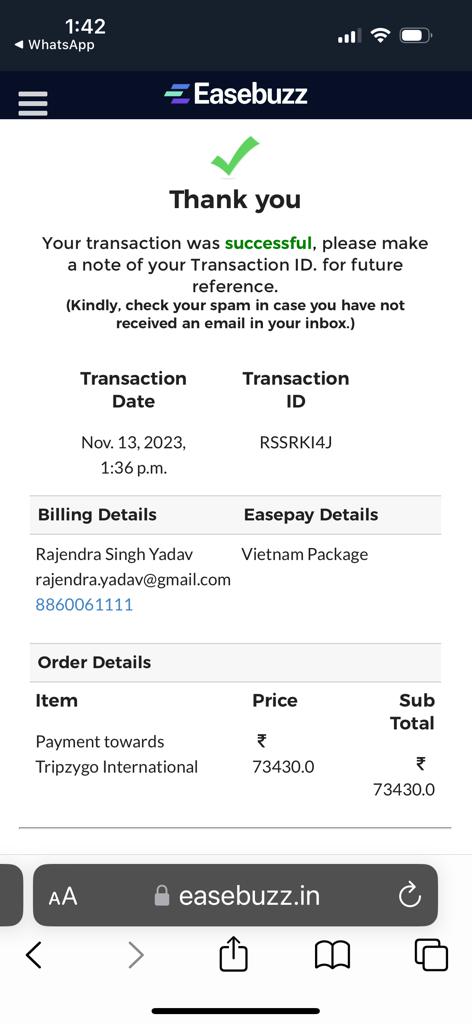 1:42
◄ WhatsApp
Easebuzz
Thank you
Your transaction was successful, please make
a note of your Transaction ID. for future
reference.
(Kindly, check your spam in case you have not
received an email in your inbox.)
Transaction
Date
Transaction
ID
Nov. 13, 2023,
1:36 p.m.
RSSRKI4J
Billing Details
Easepay Details
Rajendra Singh Yadav
rajendra.yadav@gmail.com
8860061111
Vietnam Package
Order Details
Item
Price
Sub
Total
Payment towards
Tripzygo International
₹
73430.0
₹
73430.0
AA
easebuzz.in